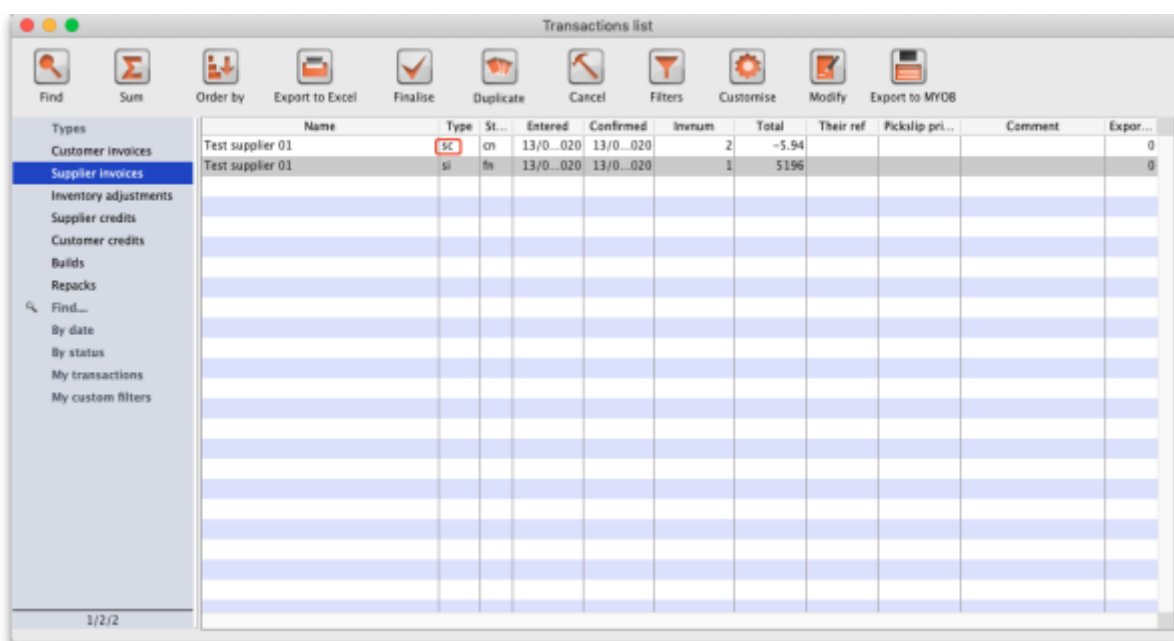 Transactions list
Find Sum Order by Export to Excel Finalise Duplicate Cancel Filters Customise Modify Export to MYOB
Types
Customer invoices
Supplier invoices
Inventory adjustments
Supplier credits
Customer credits
Builds
Repacks
Find...
By date
By status
My transactions
My custom filters
1/2/2
Name Type St... Entered Confirmed Invnum Total Their ref Pickslip pri... Comment Expor...
Test supplier 01 sc cn 13/0...020 13/0...020 2 -5.94 0
Test supplier 01 si fn 13/0...020 13/0...020 1 5196 0